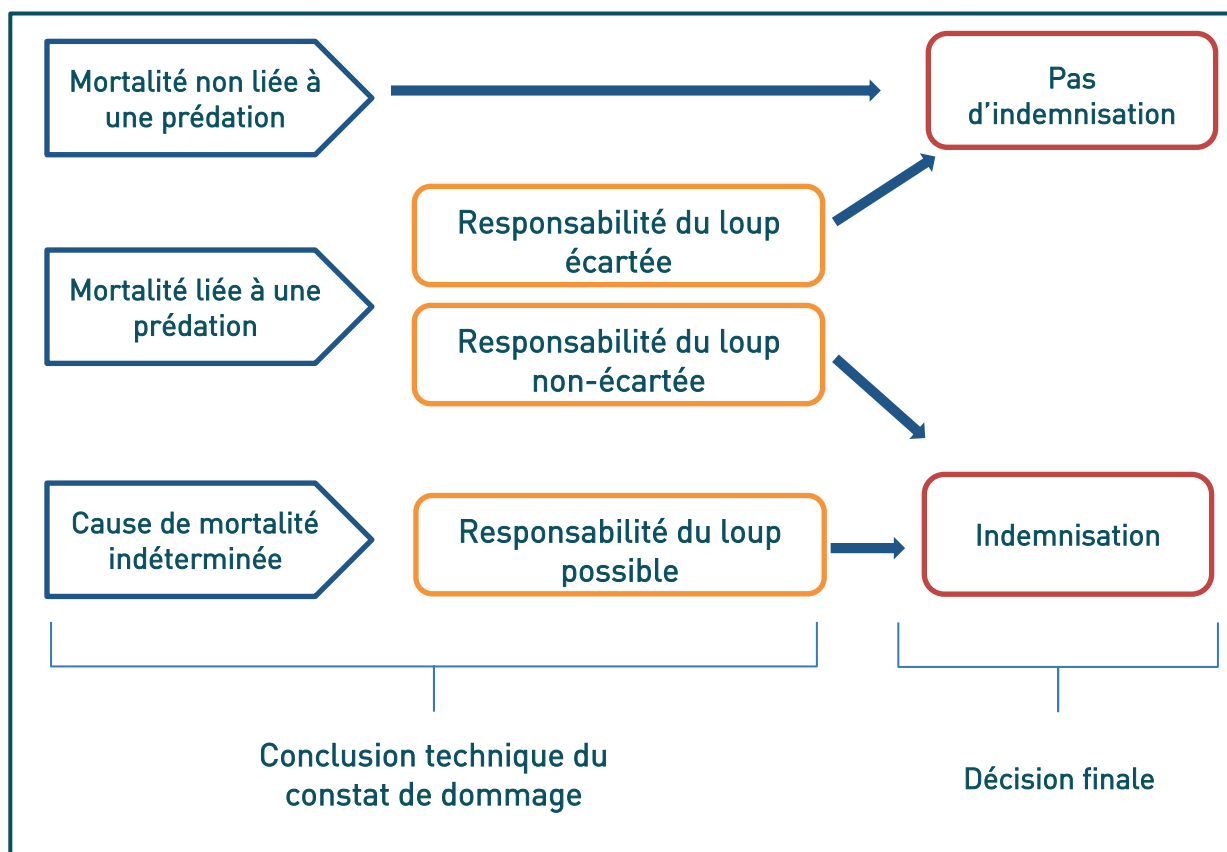 Mortalité non liée à
une prédation
Pas
d'indemnisation
Responsabilité du loup
écartée
Mortalité liée à une
prédation
Responsabilité du loup
non-écartée
Cause de mortalité
indéterminée
Responsabilité du loup
possible
Indemnisation
Conclusion technique du
constat de dommage
Décision finale